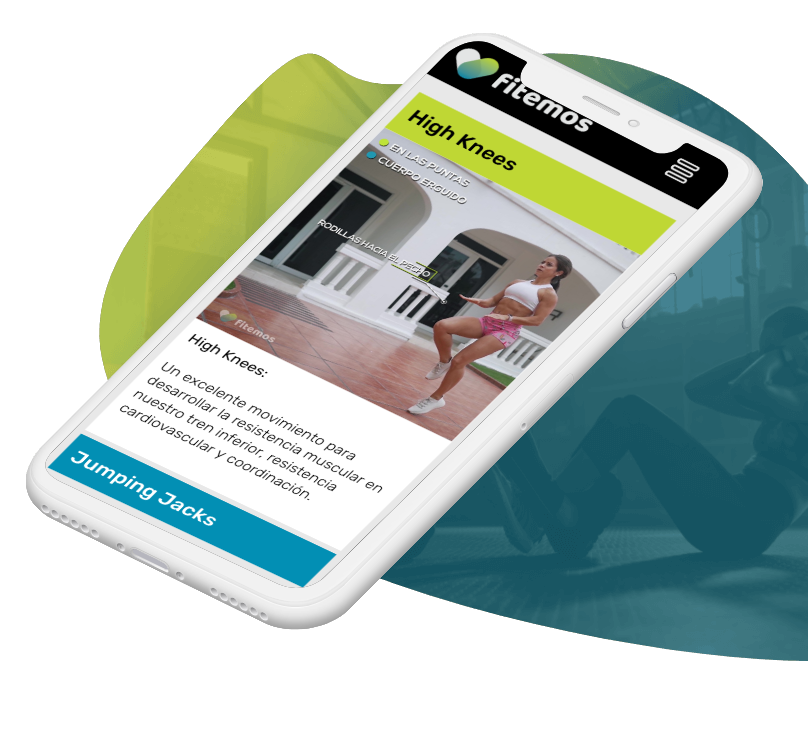 fitemos
High Knees
EN LAS PUNTAS
CUERPO ERGUIDO
RODILLAS HACIA EL PECHO
Fitemos
High Knees:
Un excelente movimiento para
desarrollar la resistencia muscular en
nuestro tren inferior, resistencia
cardiovascular y coordinación.
Jumping Jacks